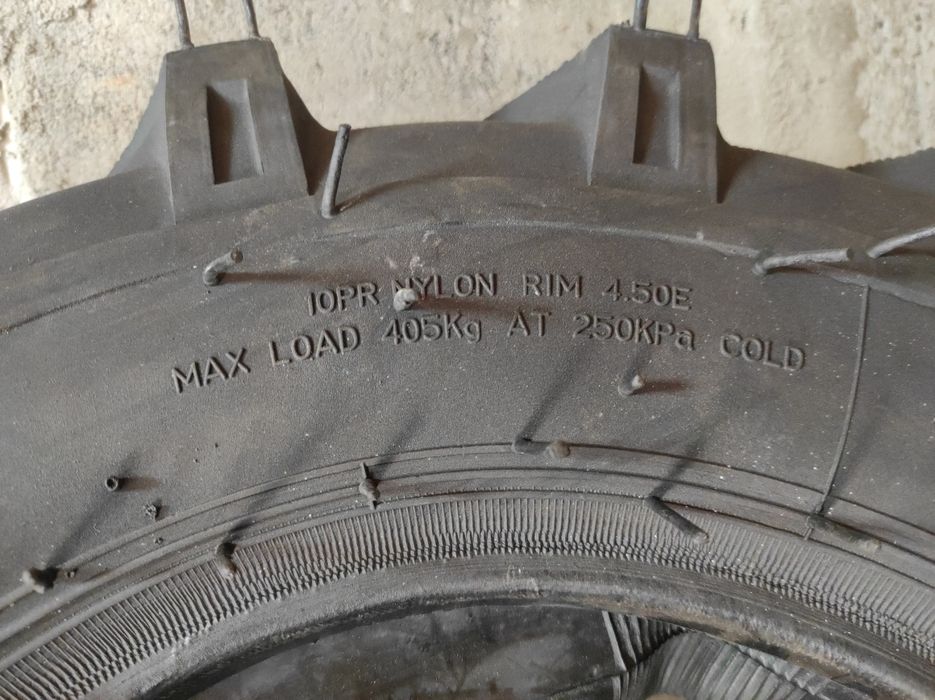 10PR NYLON RIM 4.50E
MAX LOAD 405Kg AT 250KPa COLD